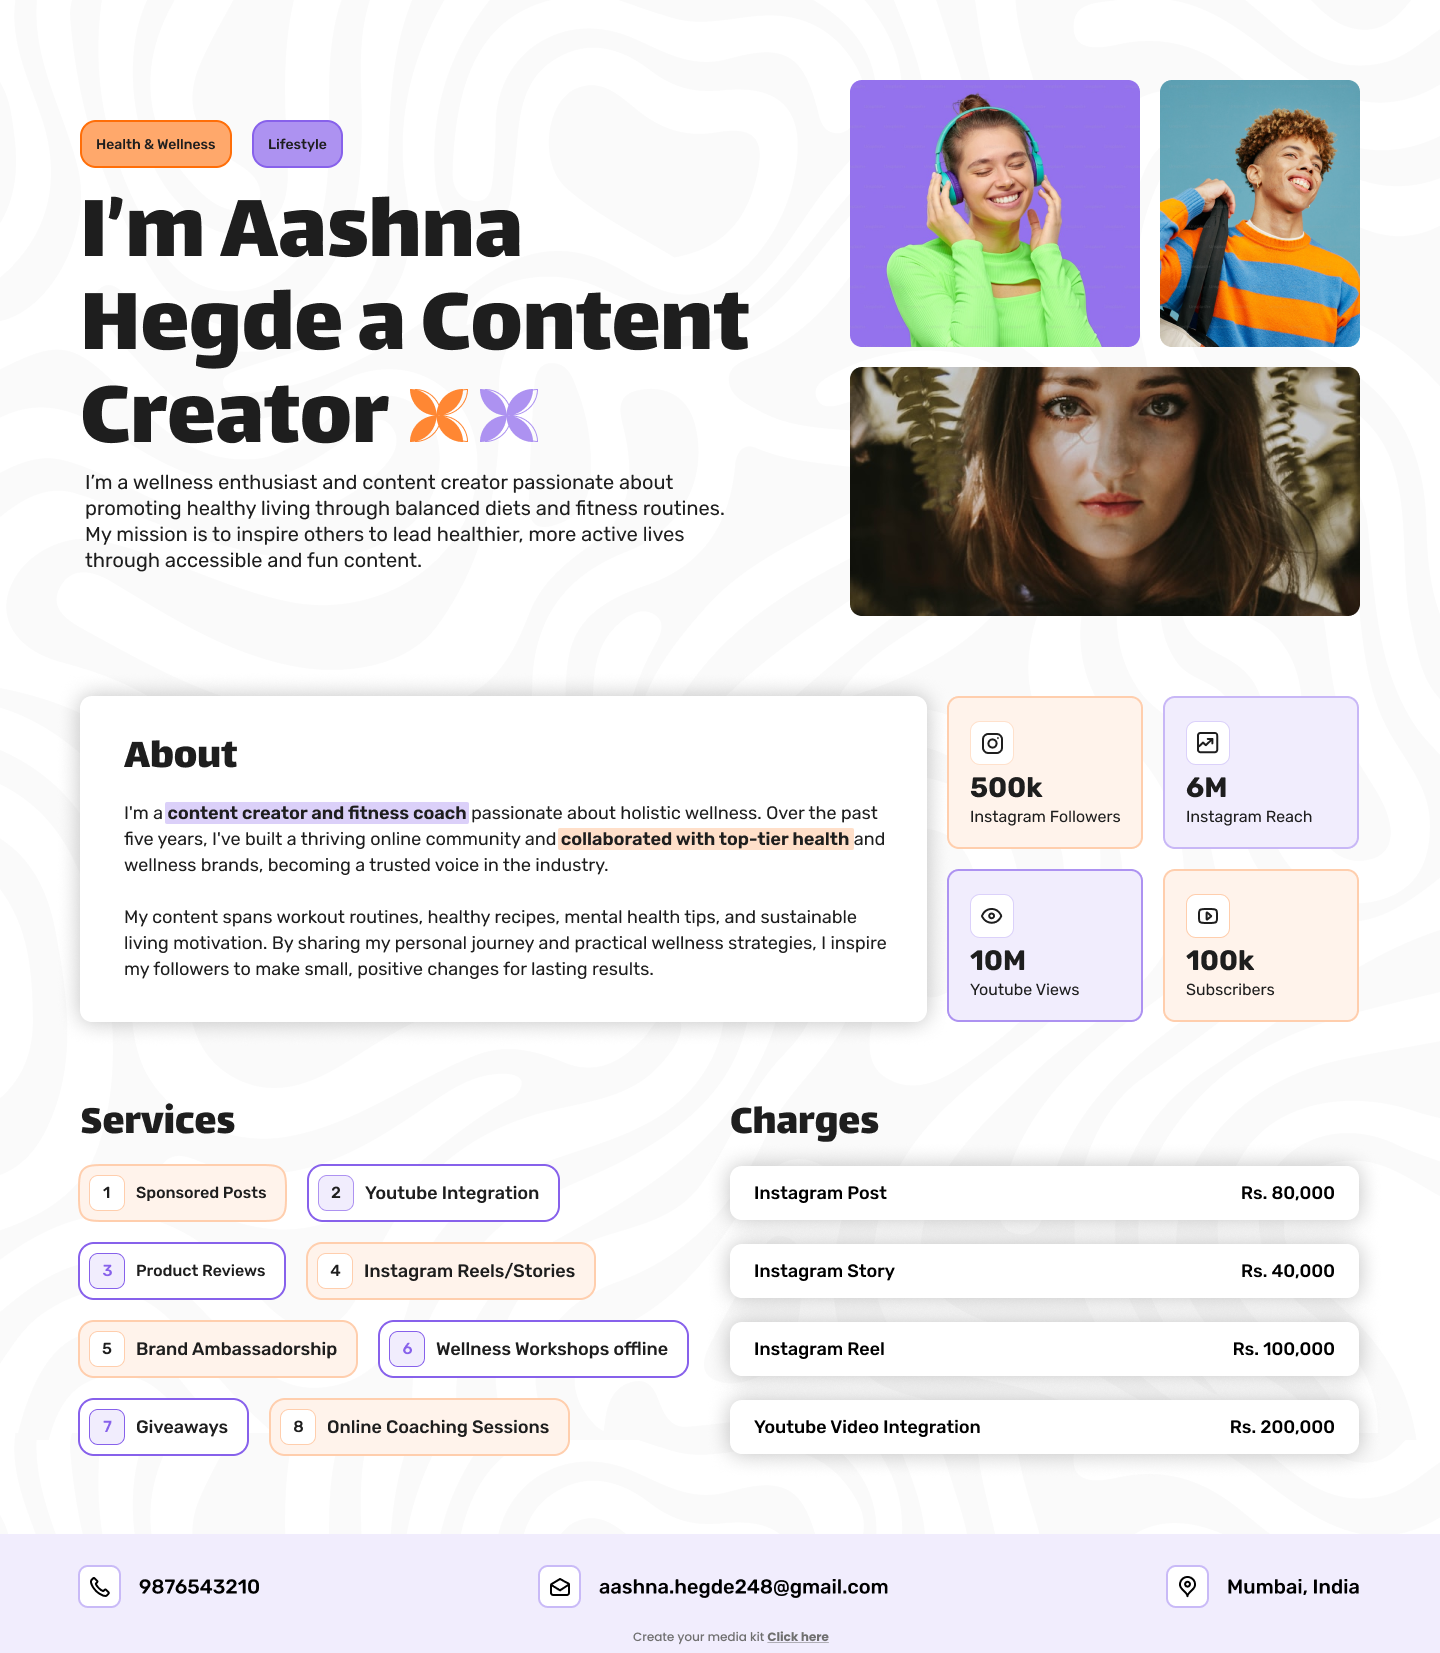 Health & Wellness
Lifestyle
I'm Aashna
Hegde a Content
Creator
I'm a wellness enthusiast and content creator passionate about
promoting healthy living through balanced diets and fitness routines.
My mission is to inspire others to lead healthier, more active lives
through accessible and fun content.
About
I'm a content creator and fitness coach passionate about holistic wellness. Over the past
five years, I've built a thriving online community and collaborated with top-tier health and
wellness brands, becoming a trusted voice in the industry.
My content spans workout routines, healthy recipes, mental health tips, and sustainable
living motivation. By sharing my personal journey and practical wellness strategies, I inspire
my followers to make small, positive changes for lasting results.
500k
Instagram Followers
6M
Instagram Reach
10M
Youtube Views
100k
Subscribers
Services
1 Sponsored Posts
2 Youtube Integration
3 Product Reviews
4 Instagram Reels/Stories
5 Brand Ambassadorship
6 Wellness Workshops offline
7 Giveaways
8 Online Coaching Sessions
Charges
Instagram Post Rs. 80,000
Instagram Story Rs. 40,000
Instagram Reel Rs. 100,000
Youtube Video Integration Rs. 200,000
9876543210
aashna.hegde248@gmail.com
Mumbai, India
Create your media kit Click here